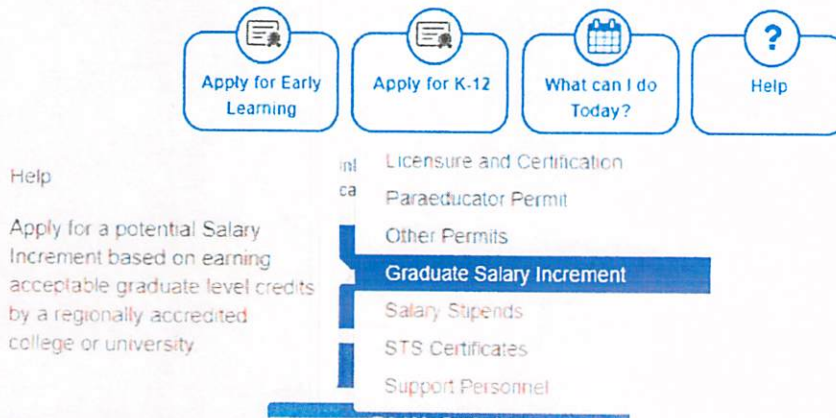 Apply for Early
Learning
Apply for K-12
What can I do
Today?
?
Help
Help
Apply for a potential Salary
Increment based on earning
acceptable graduate level credits
by a regionally accredited
college or university
Licensure and Certification
Paraeducator Permit
Other Permits
Graduate Salary Increment
Salary Stipends
STS Certificates
Support Personnel